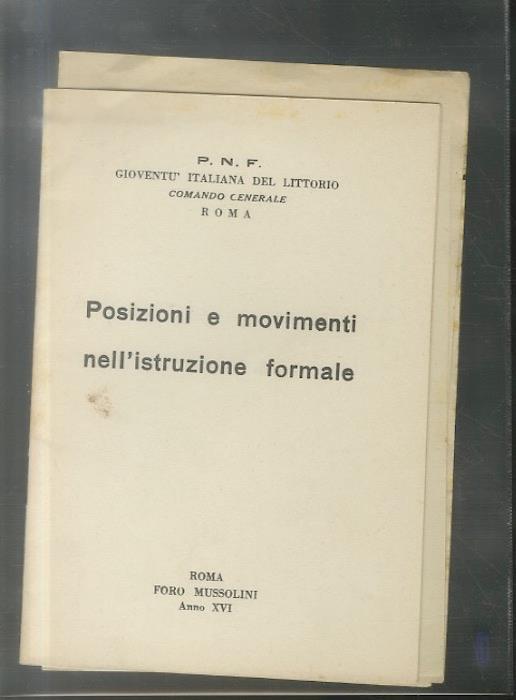 P. N. F.
GIOVENTU' ITALIANA DEL LITTORIO
COMANDO GENERALE
ROMA
Posizioni e movimenti
nell'istruzione formale
ROMA
FORO MUSSOLINI
Anno XVI